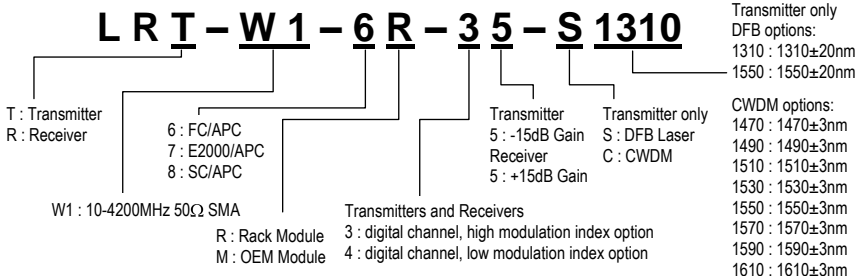 L R T – W 1 – 6 R – 3 5 – S 1310
T : Transmitter
R : Receiver
W1 : 10-4200MHz 50Ω SMA
6 : FC/APC
7 : E2000/APC
8 : SC/APC
R : Rack Module
M : OEM Module
Transmitters and Receivers
3 : digital channel, high modulation index option
4 : digital channel, low modulation index option
Transmitter
5 : -15dB Gain
Receiver
5 : +15dB Gain
Transmitter only
S : DFB Laser
C : CWDM
Transmitter only
DFB options:
1310 : 1310±20nm
1550 : 1550±20nm
CWDM options:
1470 : 1470±3nm
1490 : 1490±3nm
1510 : 1510±3nm
1530 : 1530±3nm
1550 : 1550±3nm
1570 : 1570±3nm
1590 : 1590±3nm
1610 : 1610±3nm